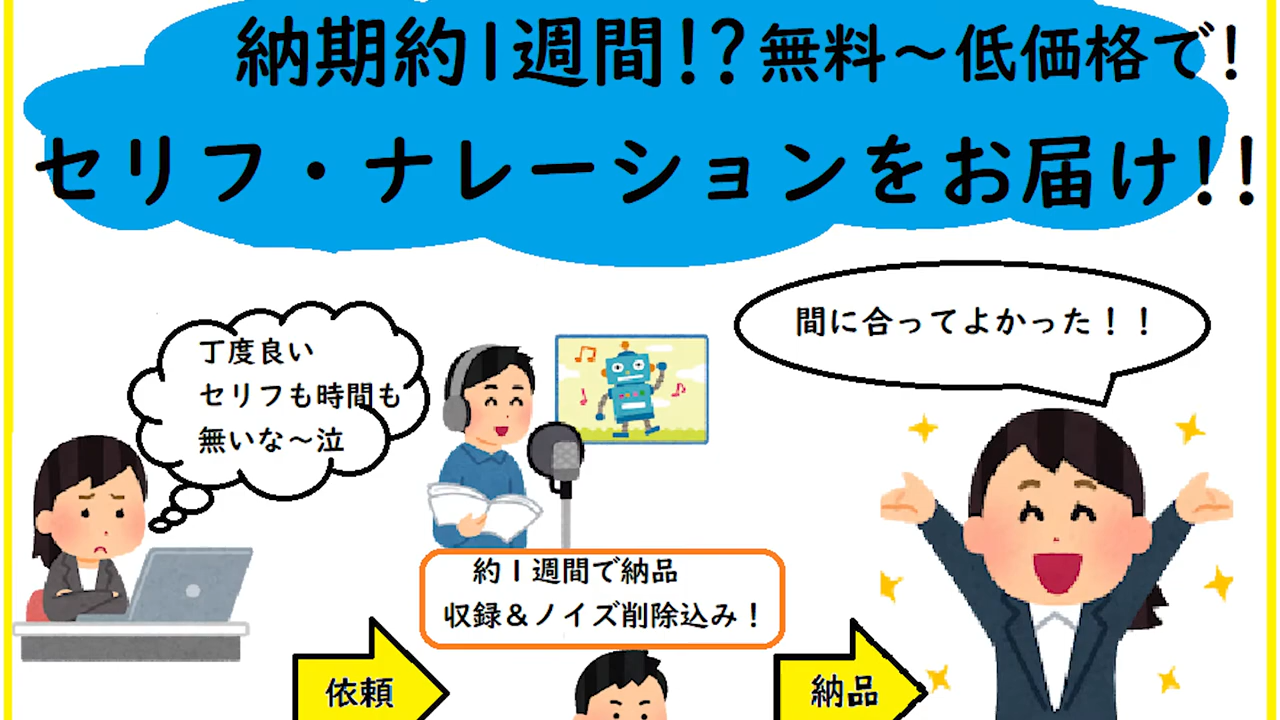 納期約1週間!?無料～低価格で!
セリフ・ナレーションをお届け!!
間に合ってよかった！！
丁度良い
セリフも時間も
無いな～泣
約1週間で納品
収録＆ノイズ削除込み！
依頼
納品